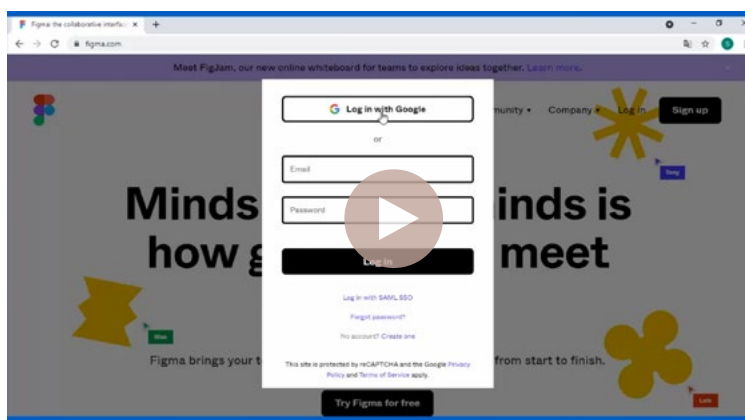 Figma: the collaborative interfac
figma.com
Meet FigJam, our new online whiteboard for teams to explore ideas together. Learn more.
Log in with Google
munity
Company
Log in
Sign up
or
Email
Tony
Password
Minds
inds is
how g
meet
Log in
Log in with SAML SSO
Forgot password?
No account? Create one
Figma brings your t
from start to finish.
This site is protected by reCAPTCHA and the Google Privacy
Policy and Terms of Service apply.
Try Figma for free